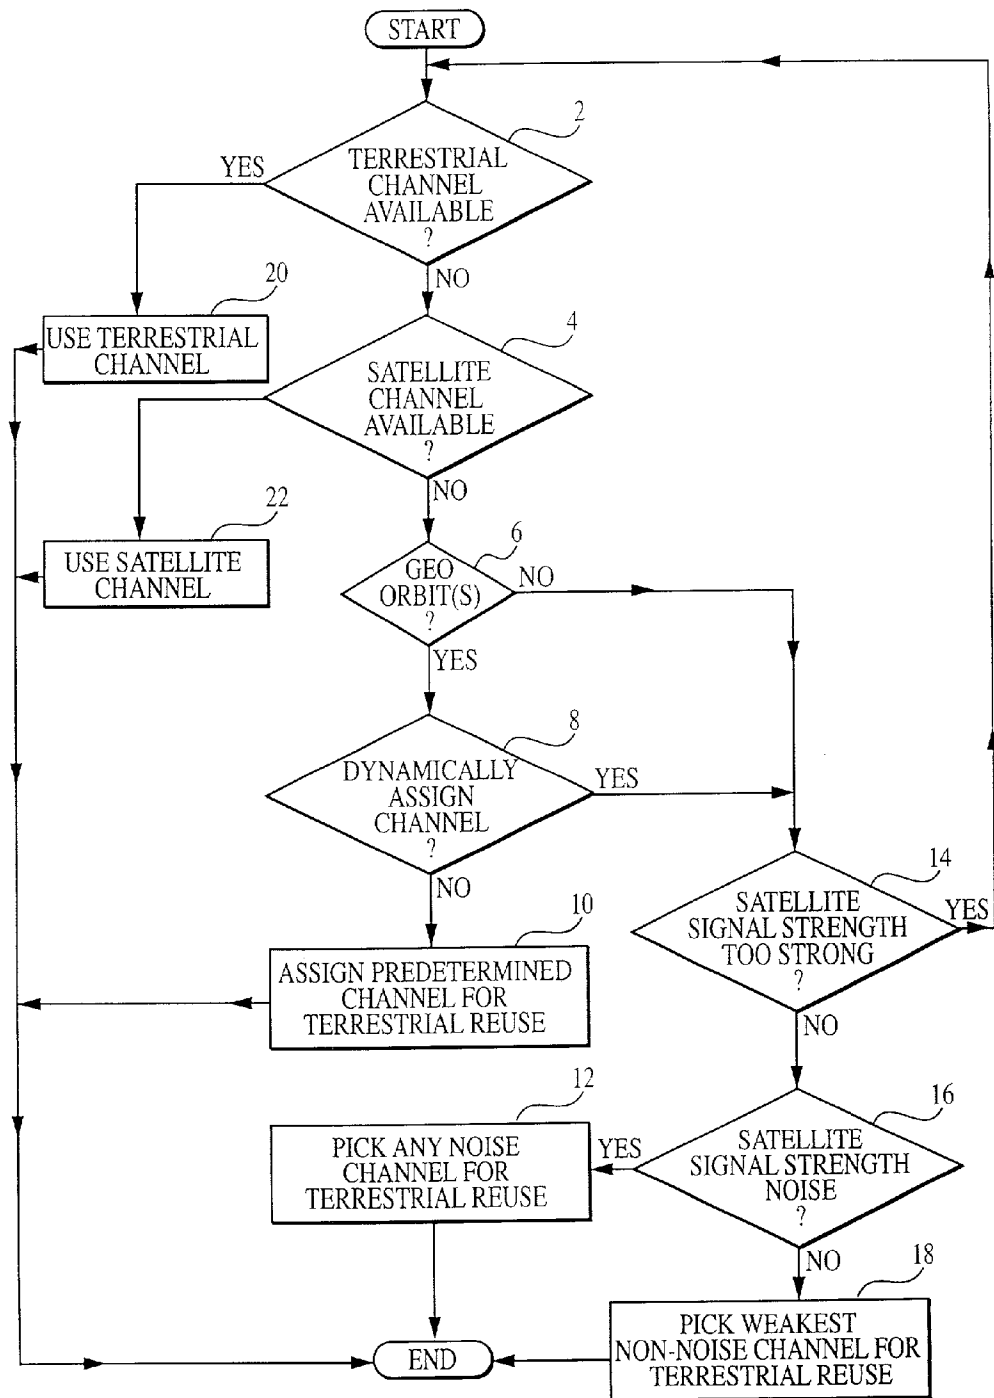 START
2
TERRESTRIAL
CHANNEL
AVAILABLE
?
YES
NO
20
USE TERRESTRIAL
CHANNEL
4
SATELLITE
CHANNEL
AVAILABLE
?
NO
22
USE SATELLITE
CHANNEL
6
GEO
ORBIT(S)
?
NO
YES
8
DYNAMICALLY
ASSIGN
CHANNEL
?
YES
NO
14
SATELLITE
SIGNAL STRENGTH
TOO STRONG
?
YES
NO
10
ASSIGN PREDETERMINED
CHANNEL FOR
TERRESTRIAL REUSE
12
PICK ANY NOISE
CHANNEL FOR
TERRESTRIAL REUSE
16
SATELLITE
SIGNAL STRENGTH
NOISE
?
YES
NO
18
PICK WEAKEST
NON-NOISE CHANNEL FOR
TERRESTRIAL REUSE
END